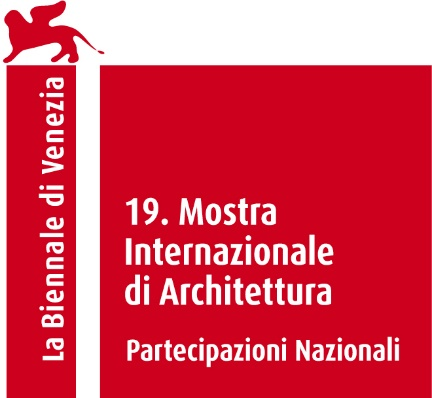 La Biennale di Venezia
19. Mostra
Internazionale
di Architettura
Partecipazioni Nazionali